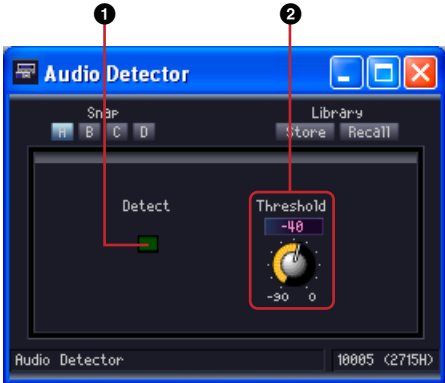 1 2
Audio Detector
Snap Library
A B C D Store Recall
Detect Threshold
-40
-90 0
Audio Detector 10005 (2715H)